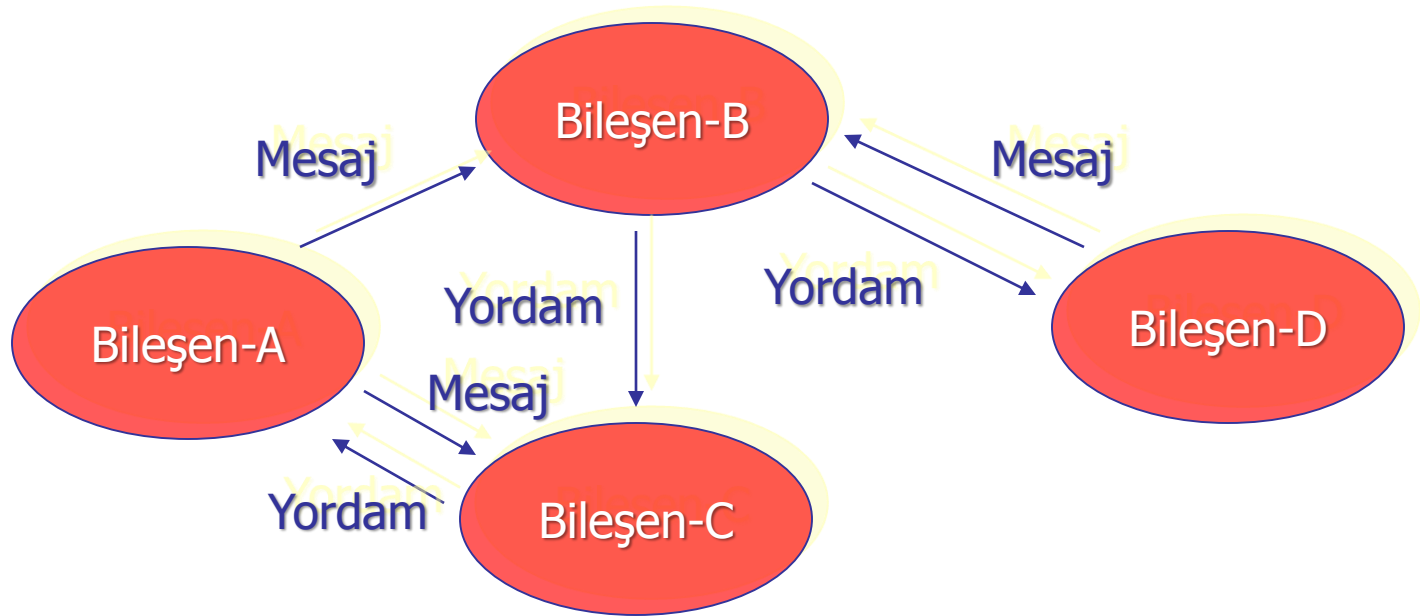 Bileşen-B
Mesaj
Mesaj
Yordam
Yordam
Bileşen-A
Bileşen-D
Mesaj
Yordam
Bileşen-C